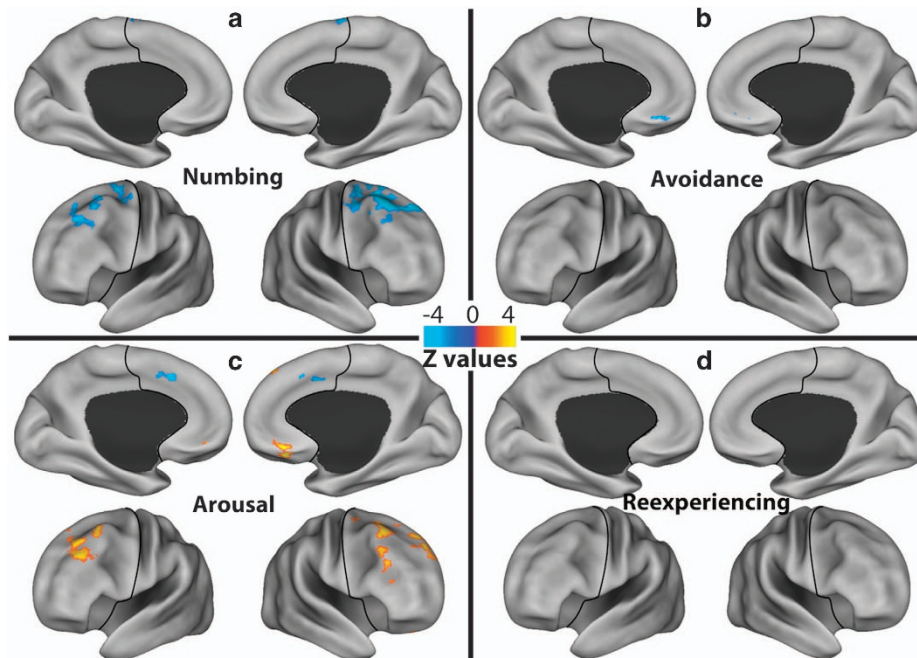 a
b
Numbing
Avoidance
-4 0 4
Z values
c
d
Arousal
Reexperiencing